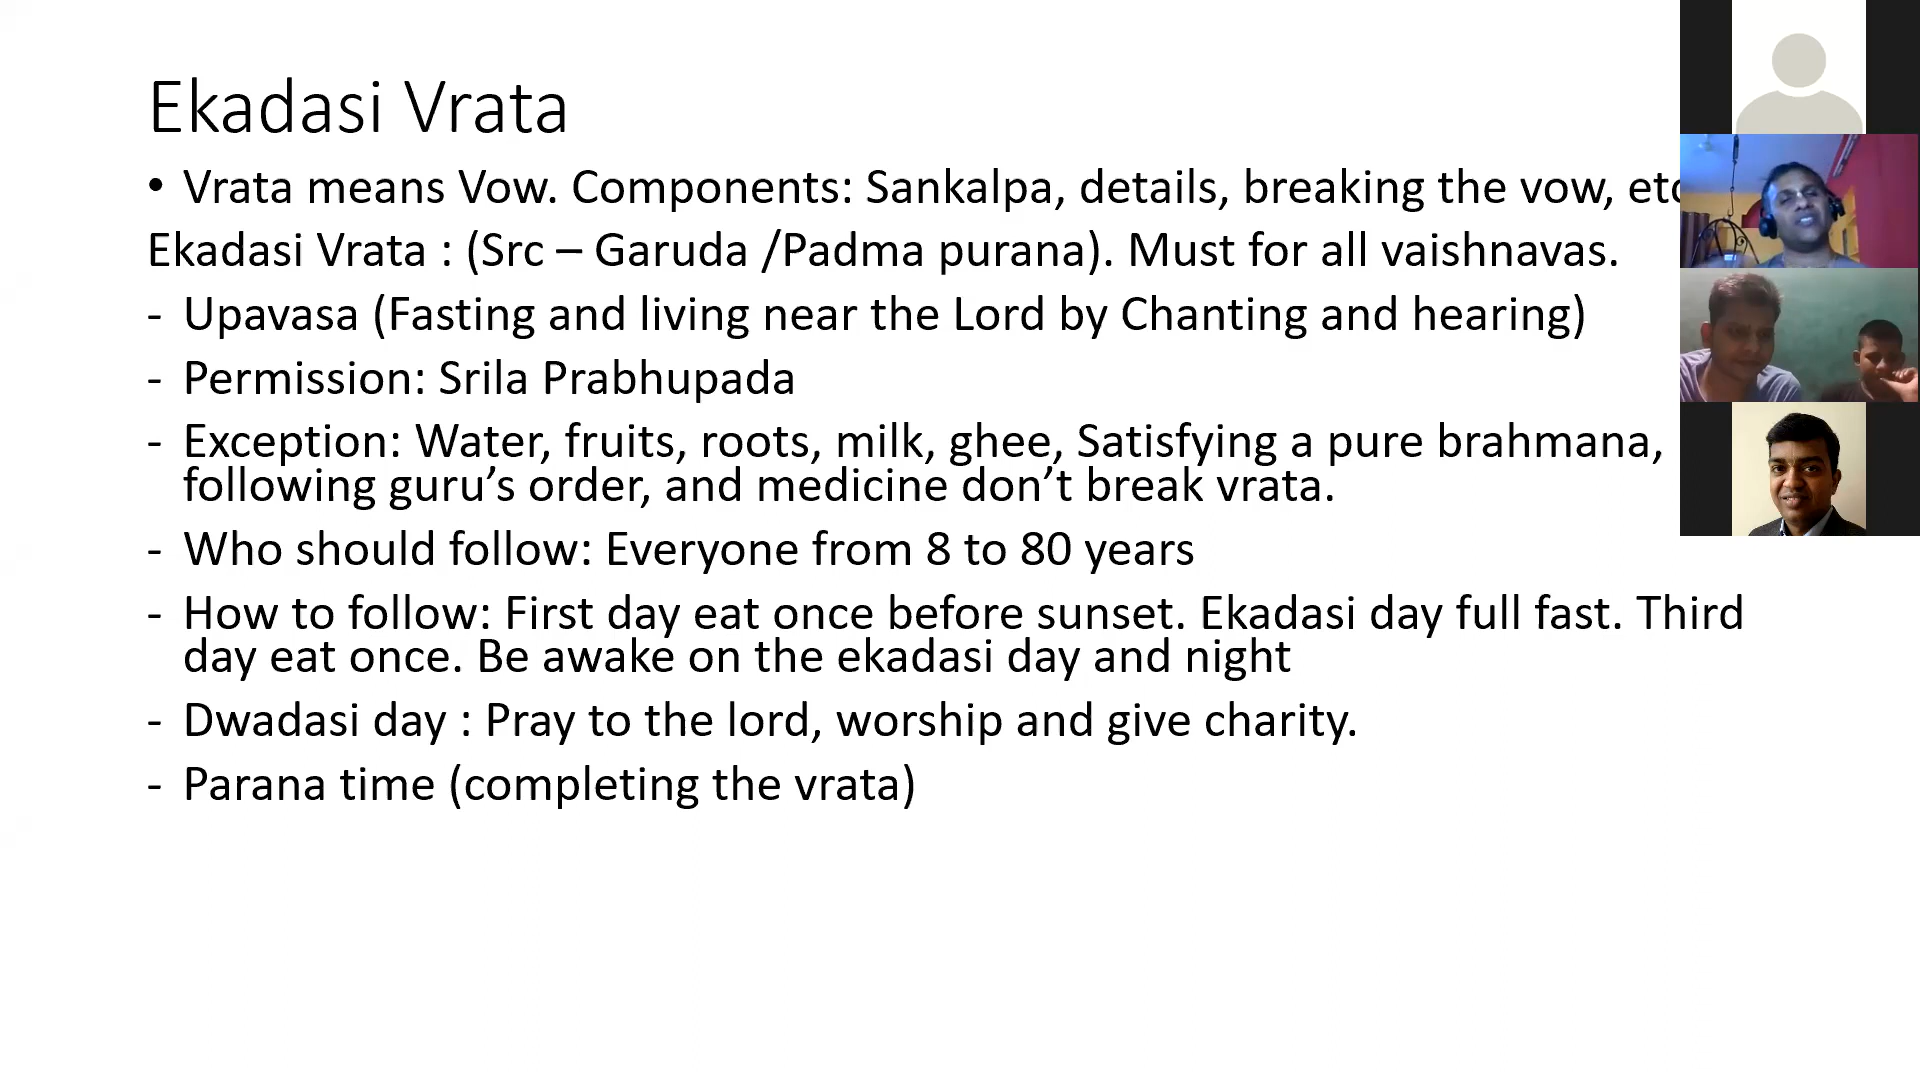 Ekadasi Vrata
• Vrata means Vow. Components: Sankalpa, details, breaking the vow, etc
Ekadasi Vrata : (Src – Garuda /Padma purana). Must for all vaishnavas.
- Upavasa (Fasting and living near the Lord by Chanting and hearing)
- Permission: Srila Prabhupada
- Exception: Water, fruits, roots, milk, ghee, Satisfying a pure brahmana,
following guru’s order, and medicine don’t break vrata.
- Who should follow: Everyone from 8 to 80 years
- How to follow: First day eat once before sunset. Ekadasi day full fast. Third
day eat once. Be awake on the ekadasi day and night
- Dwadasi day : Pray to the lord, worship and give charity.
- Parana time (completing the vrata)